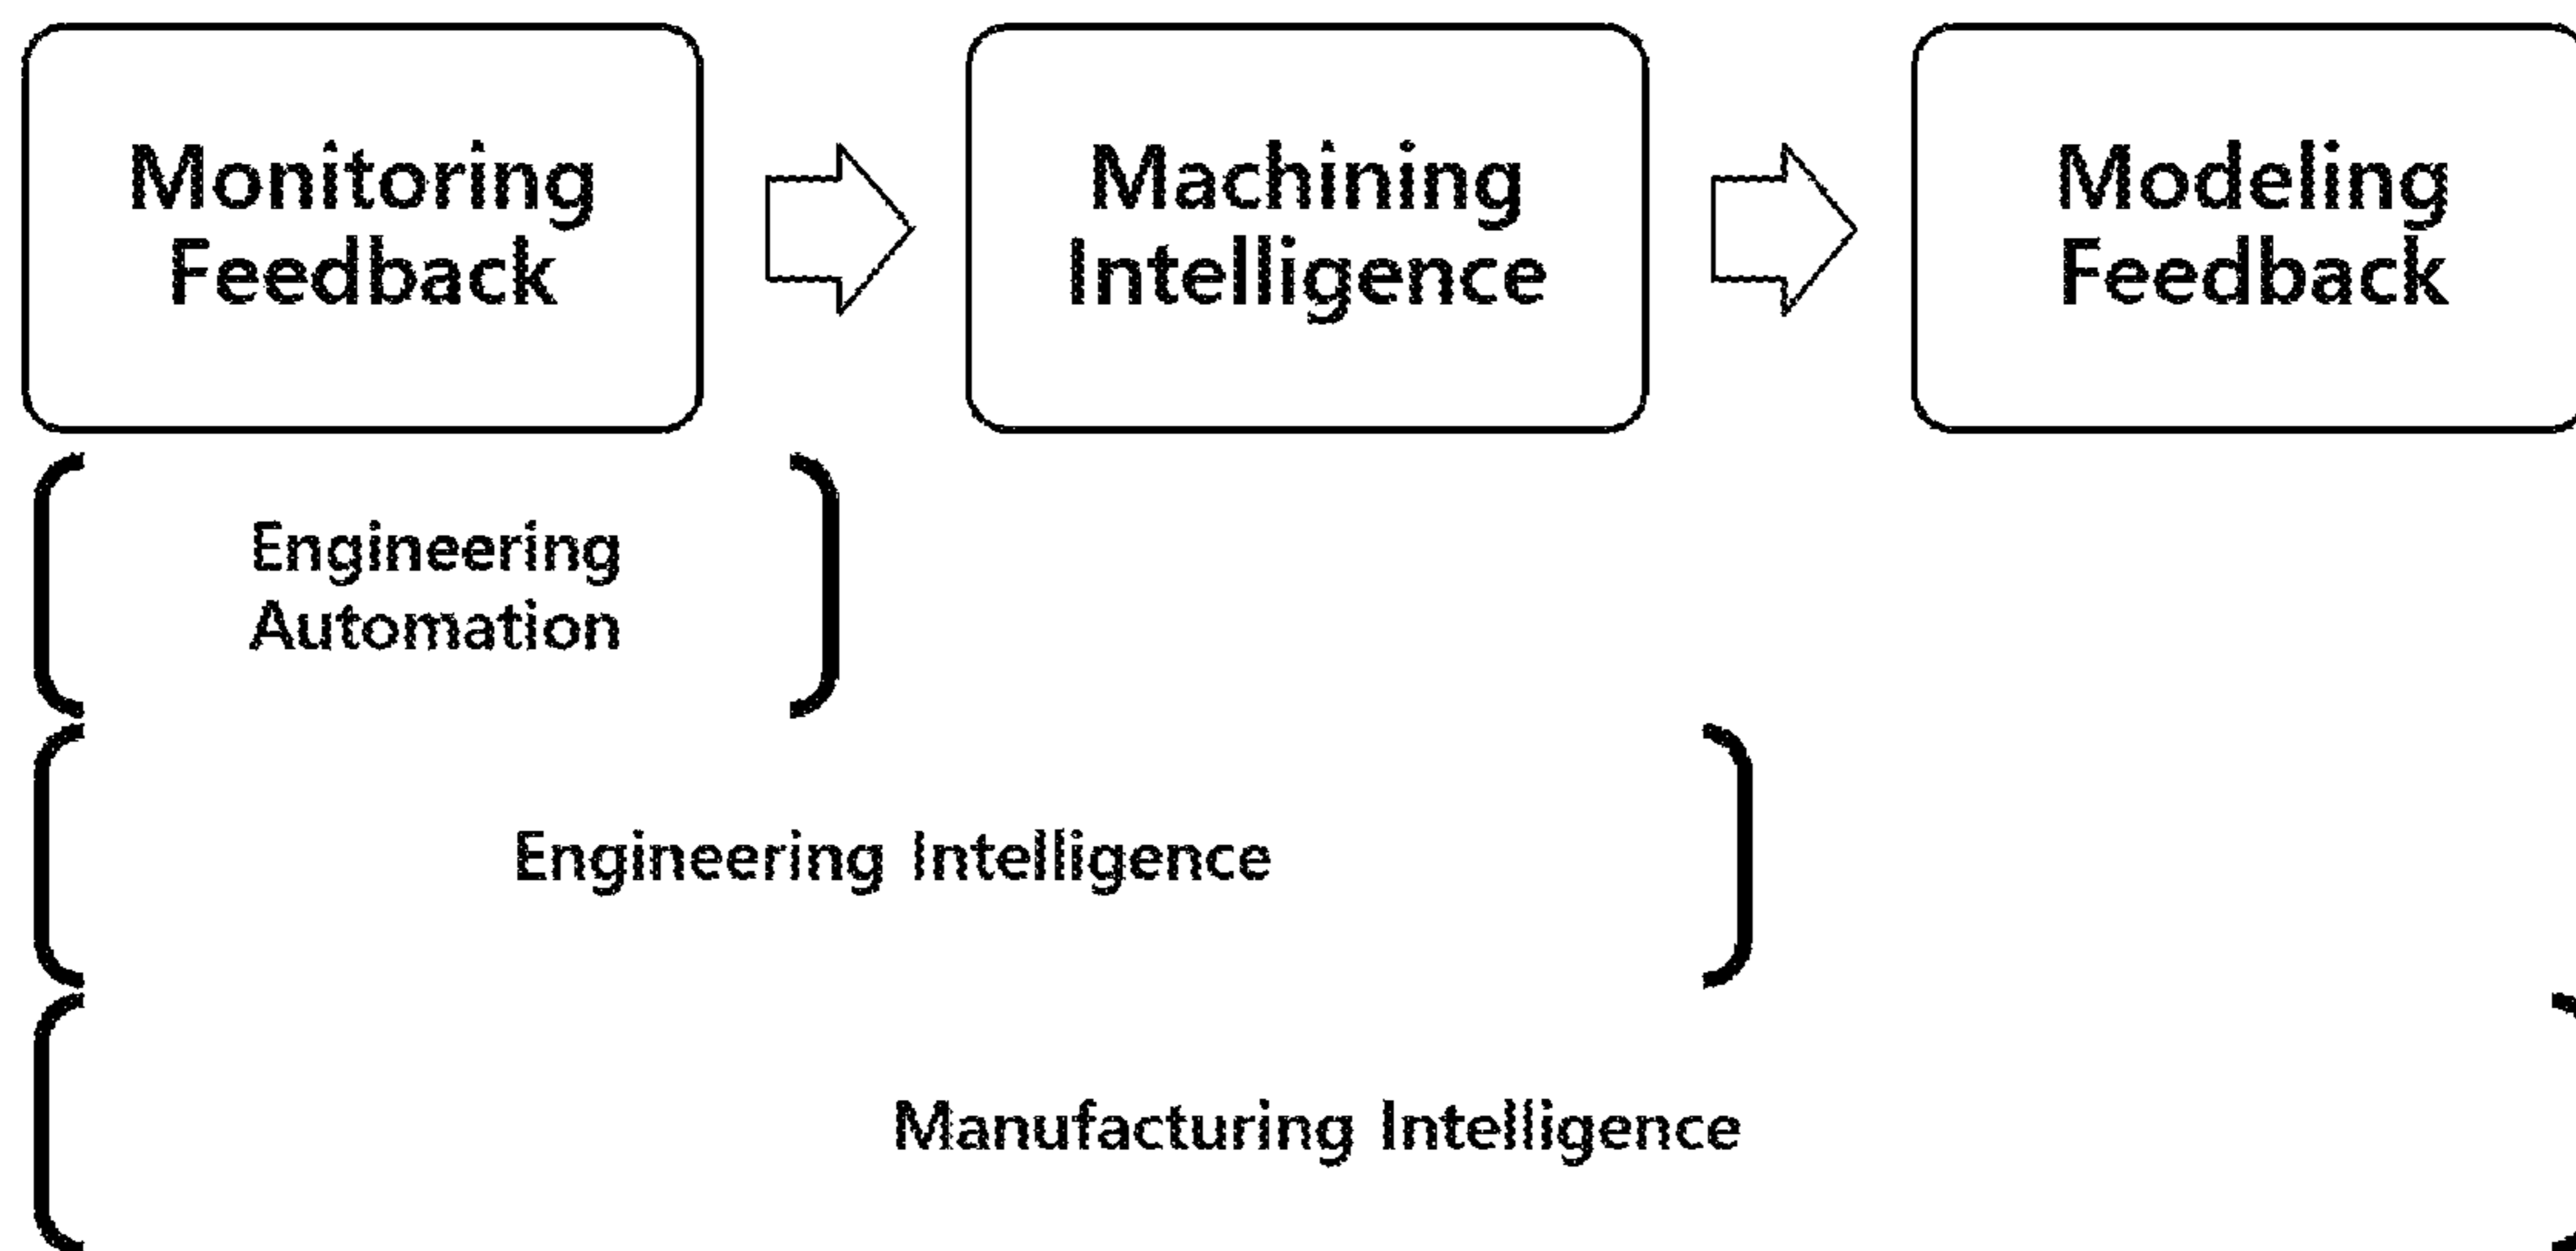 Monitoring
Feedback
Machining
Intelligence
Modeling
Feedback
Engineering
Automation
Engineering Intelligence
Manufacturing Intelligence